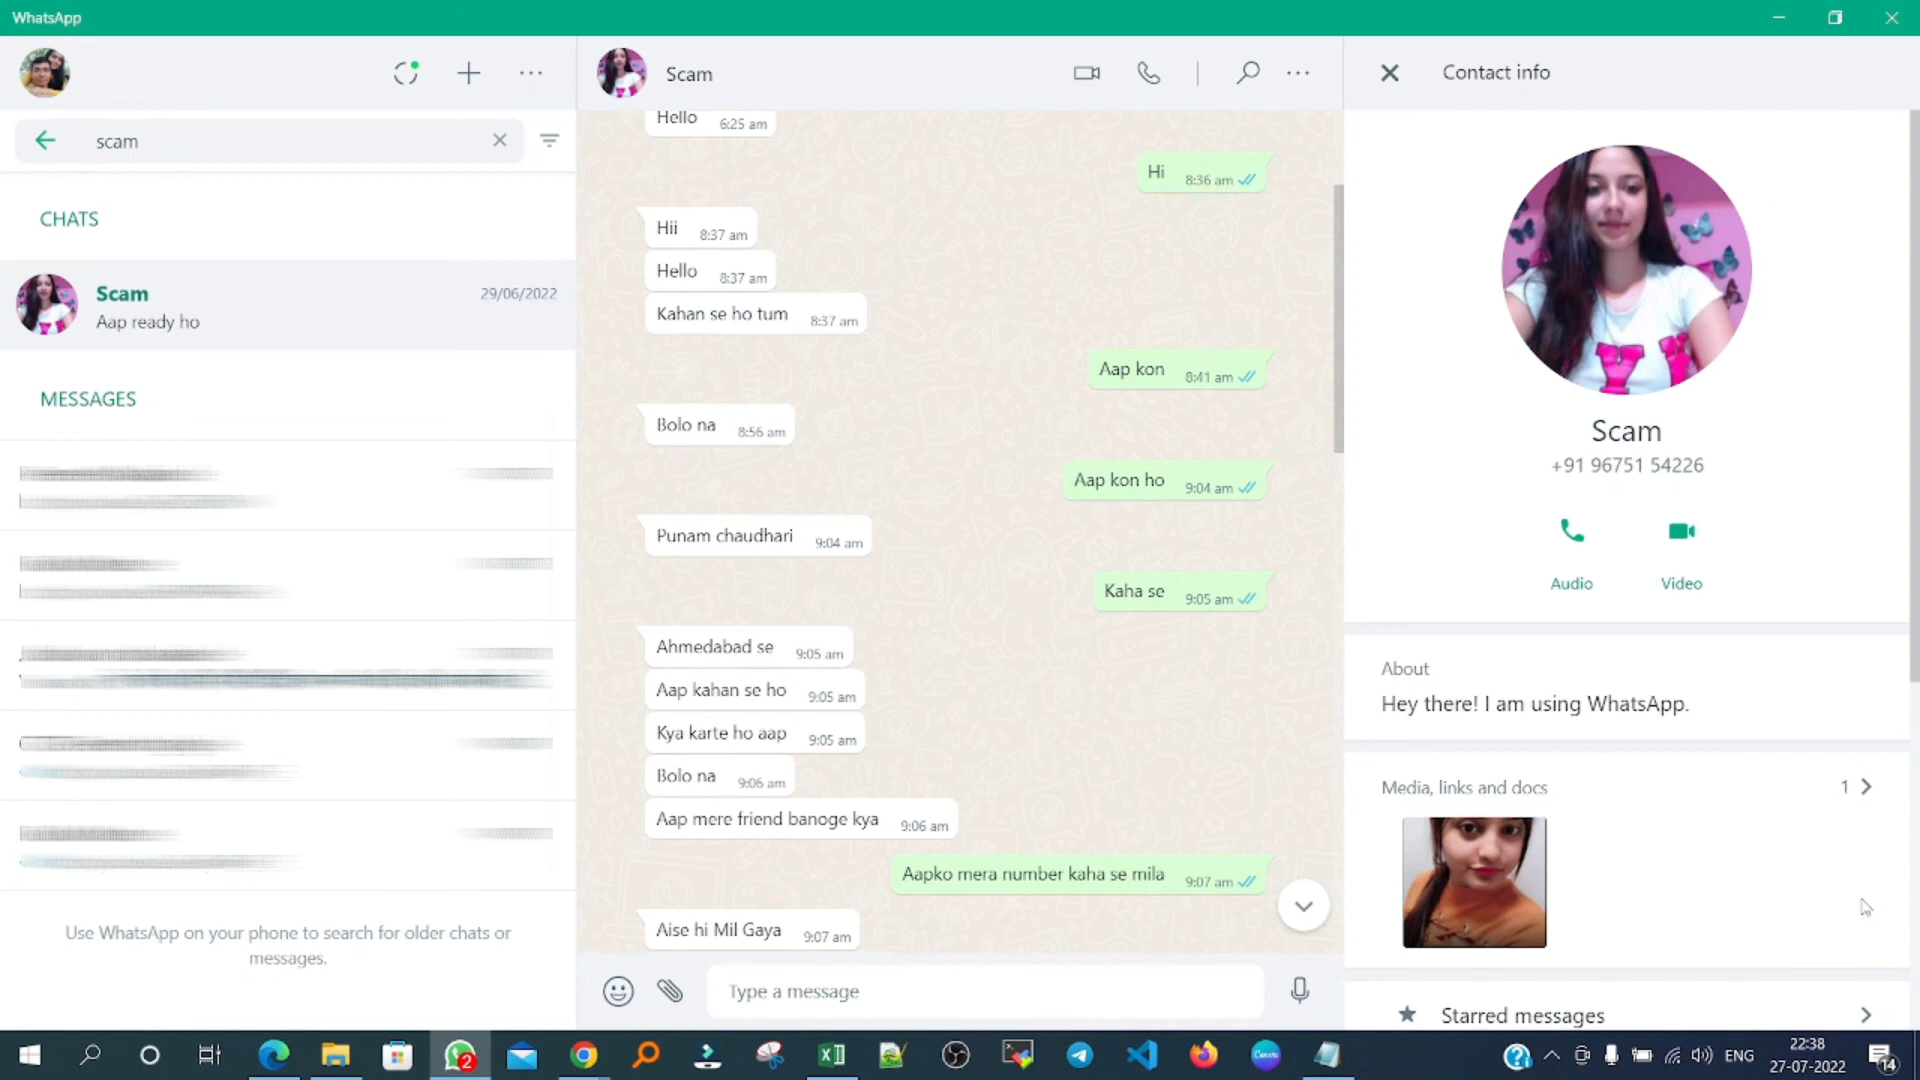 WhatsApp
scam
CHATS
Scam
29/06/2022
Aap ready ho
MESSAGES
Use WhatsApp on your phone to search for older chats or
messages.
Scam
Hello 6:25 am
Hi 8:36 am
Hii 8:37 am
Hello 8:37 am
Kahan se ho tum 8:37 am
Aap kon 8:41 am
Bolo na 8:56 am
Aap kon ho 9:04 am
Punam chaudhari 9:04 am
Kaha se 9:05 am
Ahmedabad se 9:05 am
Aap kahan se ho 9:05 am
Kya karte ho aap 9:05 am
Bolo na 9:06 am
Aap mere friend banoge kya 9:06 am
Aapko mera number kaha se mila 9:07 am
Aise hi Mil Gaya 9:07 am
Type a message
Contact info
Scam
+91 96751 54226
Audio Video
About
Hey there! I am using WhatsApp.
Media, links and docs 1
Starred messages
2
Canva
ENG
22:38
27-07-2022
14